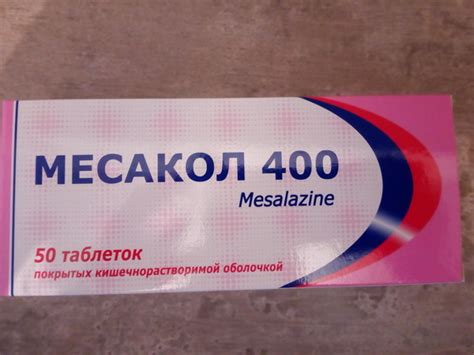 МЕСАКОЛ 400
Mesalazine
50 таблеток
покрытых кишечнорастворимой оболочкой